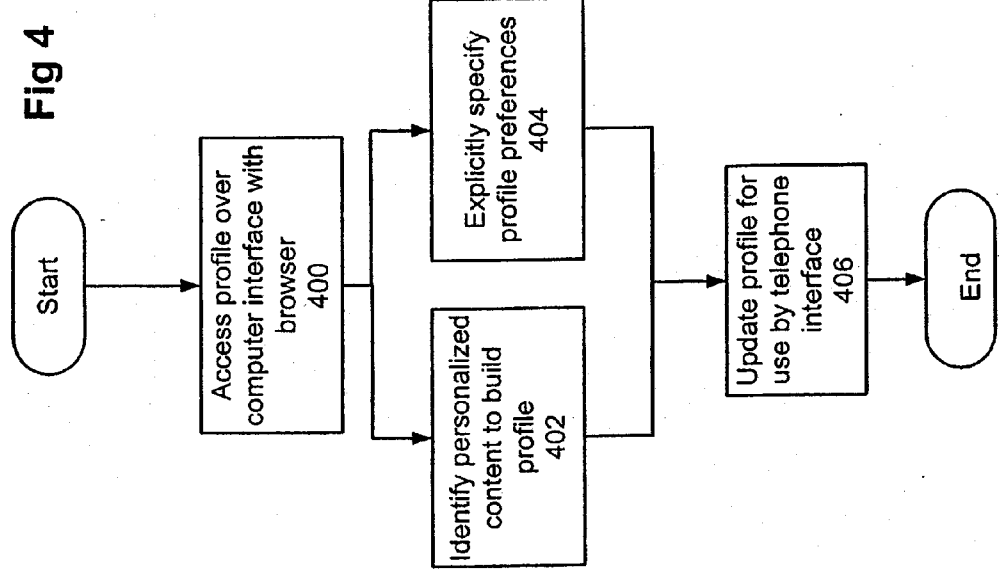 Fig 4
Start
Access profile over
computer interface with
browser
400
Identify personalized
content to build
profile
402
Explicitly specify
profile preferences
404
Update profile for
use by telephone
interface
406
End